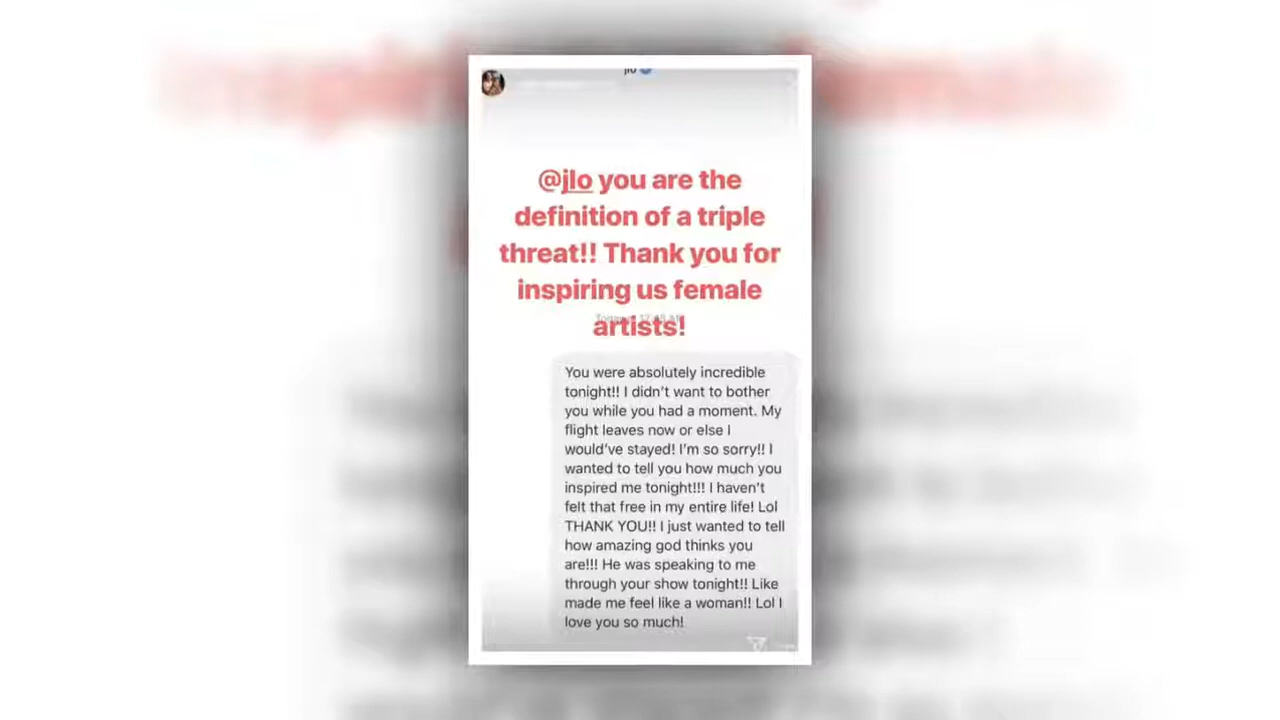 jlo
@jlo you are the
definition of a triple
threat!! Thank you for
inspiring us female
artists!
You were absolutely incredible
tonight!! I didn't want to bother
you while you had a moment. My
flight leaves now or else I
would've stayed! I'm so sorry!! I
wanted to tell you how much you
inspired me tonight!!! I haven't
felt that free in my entire life! Lol
THANK YOU!! I just wanted to tell
how amazing god thinks you
are!!! He was speaking to me
through your show tonight!! Like
made me feel like a woman!! Lol I
love you so much!